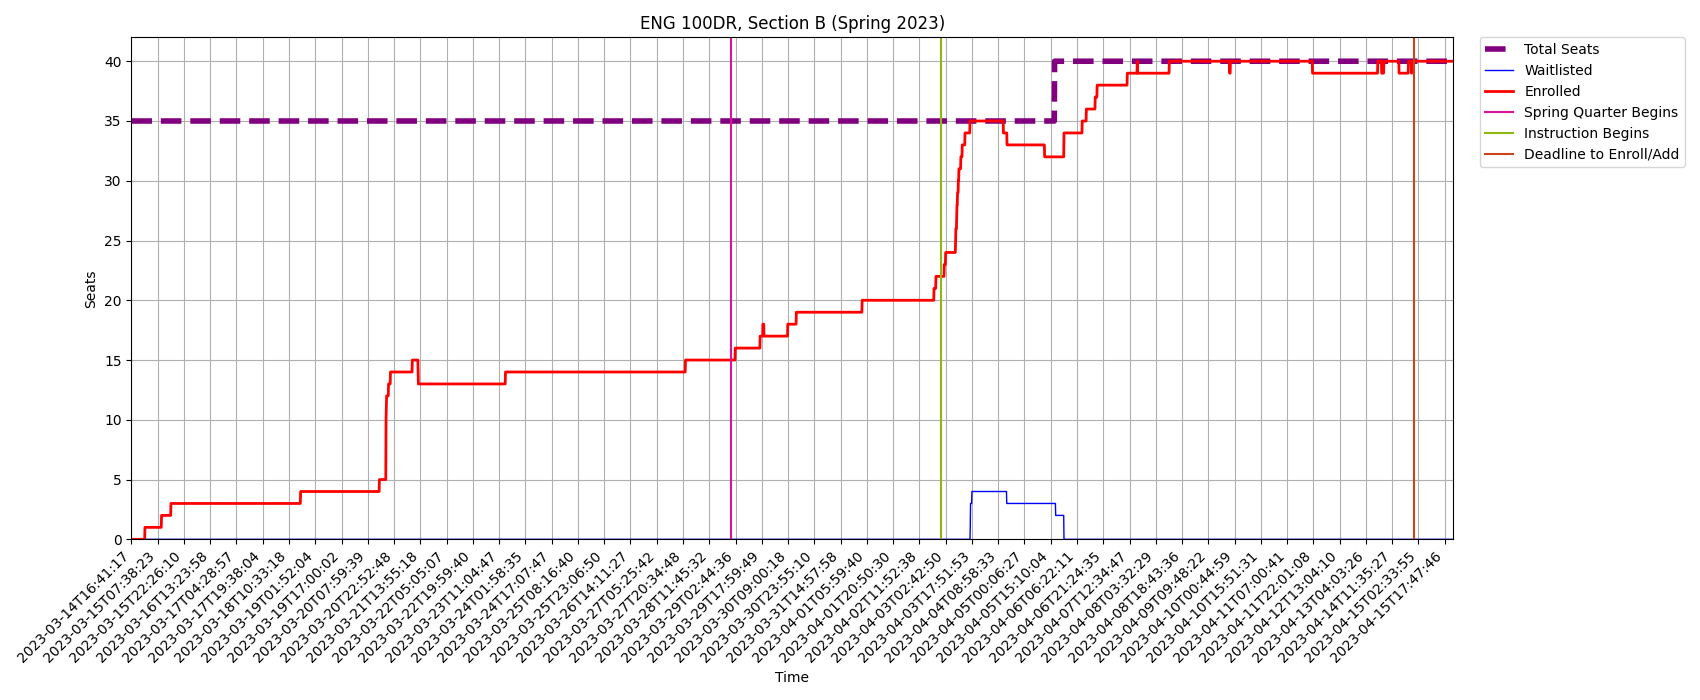 ENG 100DR, Section B (Spring 2023)
Total Seats
Waitlisted
Enrolled
Spring Quarter Begins
Instruction Begins
Deadline to Enroll/Add
Seats
40
35
30
25
20
15
10
5
0
2023-03-14T16:41:17
2023-03-15T07:38:23
2023-03-15T22:26:10
2023-03-16T13:23:58
2023-03-17T04:28:57
2023-03-17T19:38:04
2023-03-18T10:33:18
2023-03-19T01:52:04
2023-03-19T17:00:02
2023-03-20T07:59:39
2023-03-20T22:52:48
2023-03-21T13:55:18
2023-03-22T05:05:07
2023-03-22T19:59:40
2023-03-23T11:04:47
2023-03-24T01:58:35
2023-03-24T17:07:47
2023-03-25T08:16:40
2023-03-25T23:06:50
2023-03-26T14:11:27
2023-03-27T05:25:42
2023-03-27T20:34:48
2023-03-28T11:45:32
2023-03-29T02:44:36
2023-03-29T17:59:49
2023-03-30T09:00:18
2023-03-30T23:55:10
2023-03-31T14:57:58
2023-04-01T05:59:40
2023-04-01T20:50:30
2023-04-02T11:52:38
2023-04-03T02:42:50
2023-04-03T17:51:53
2023-04-04T08:58:33
2023-04-05T00:06:27
2023-04-05T15:10:04
2023-04-06T06:22:11
2023-04-06T21:24:35
2023-04-07T12:34:47
2023-04-08T03:32:29
2023-04-08T18:43:36
2023-04-09T09:48:22
2023-04-10T00:44:59
2023-04-10T15:51:31
2023-04-11T07:00:41
2023-04-11T22:01:08
2023-04-12T13:04:10
2023-04-13T04:03:26
2023-04-14T11:35:27
2023-04-15T02:33:55
2023-04-15T17:47:46
Time